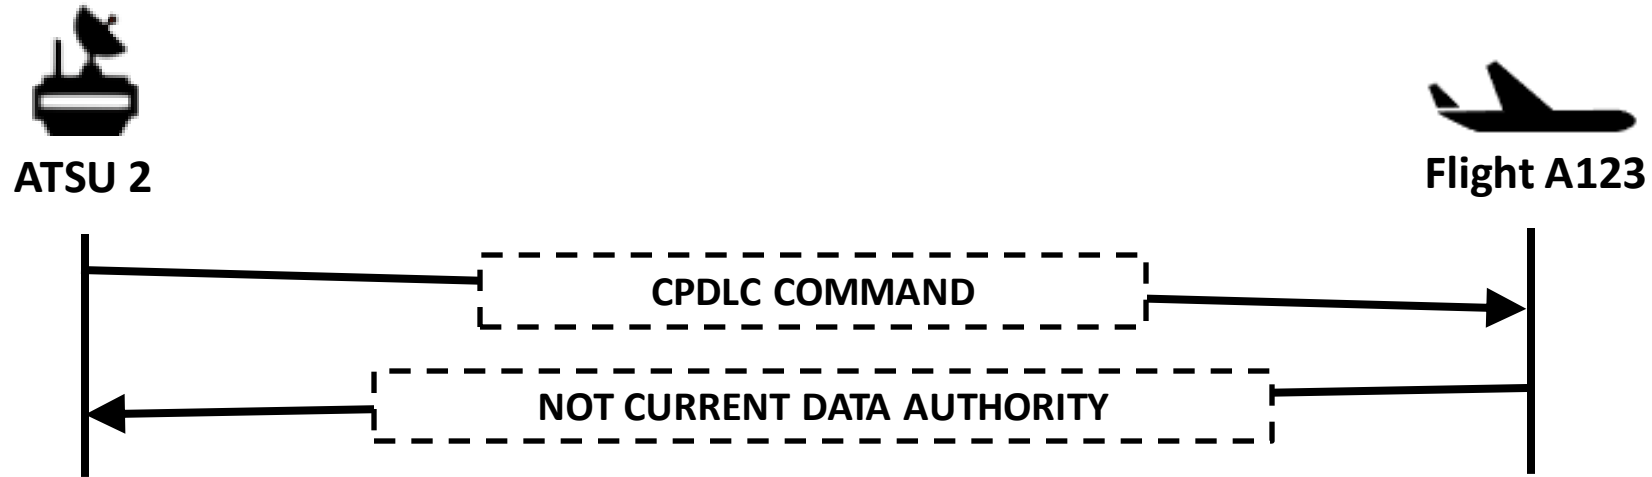 ATSU 2
Flight A123
CPDLC COMMAND
NOT CURRENT DATA AUTHORITY